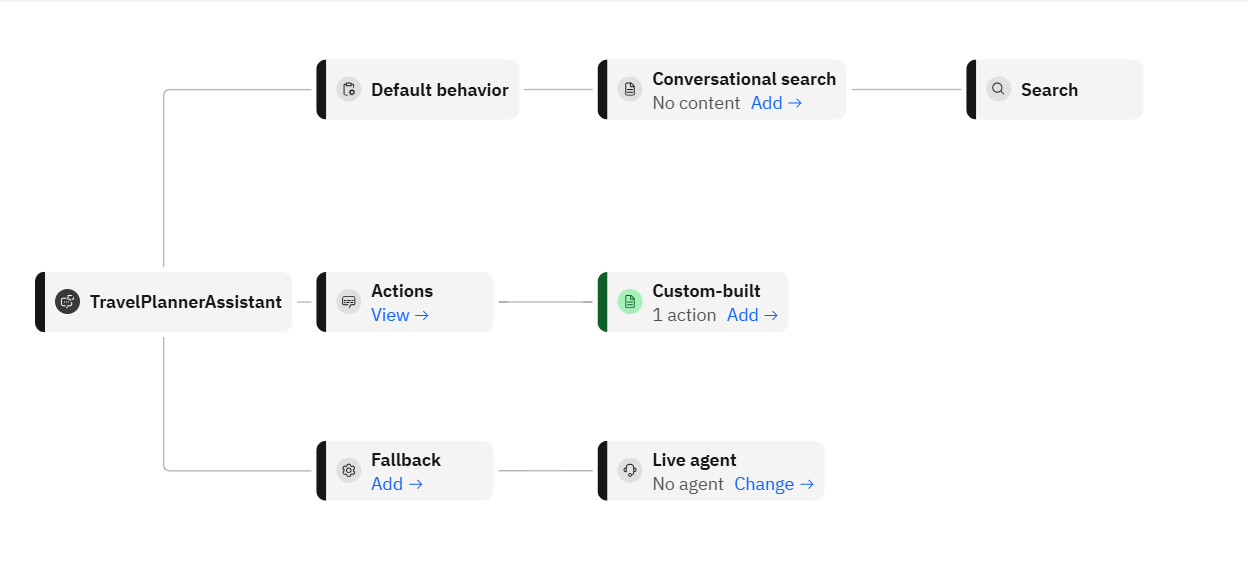 Default behavior
Conversational search
No content Add →
Search
TravelPlannerAssistant
Actions
View →
Custom-built
1 action Add →
Fallback
Add →
Live agent
No agent Change →